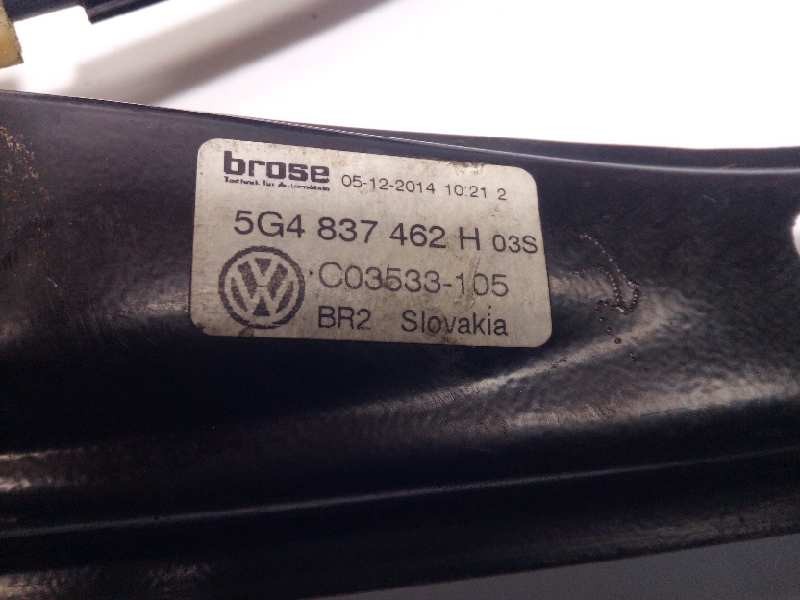 brose
05-12-2014 10:21 2
5G4 837 462 H 03S
C03533-105
BR2 Slovakia